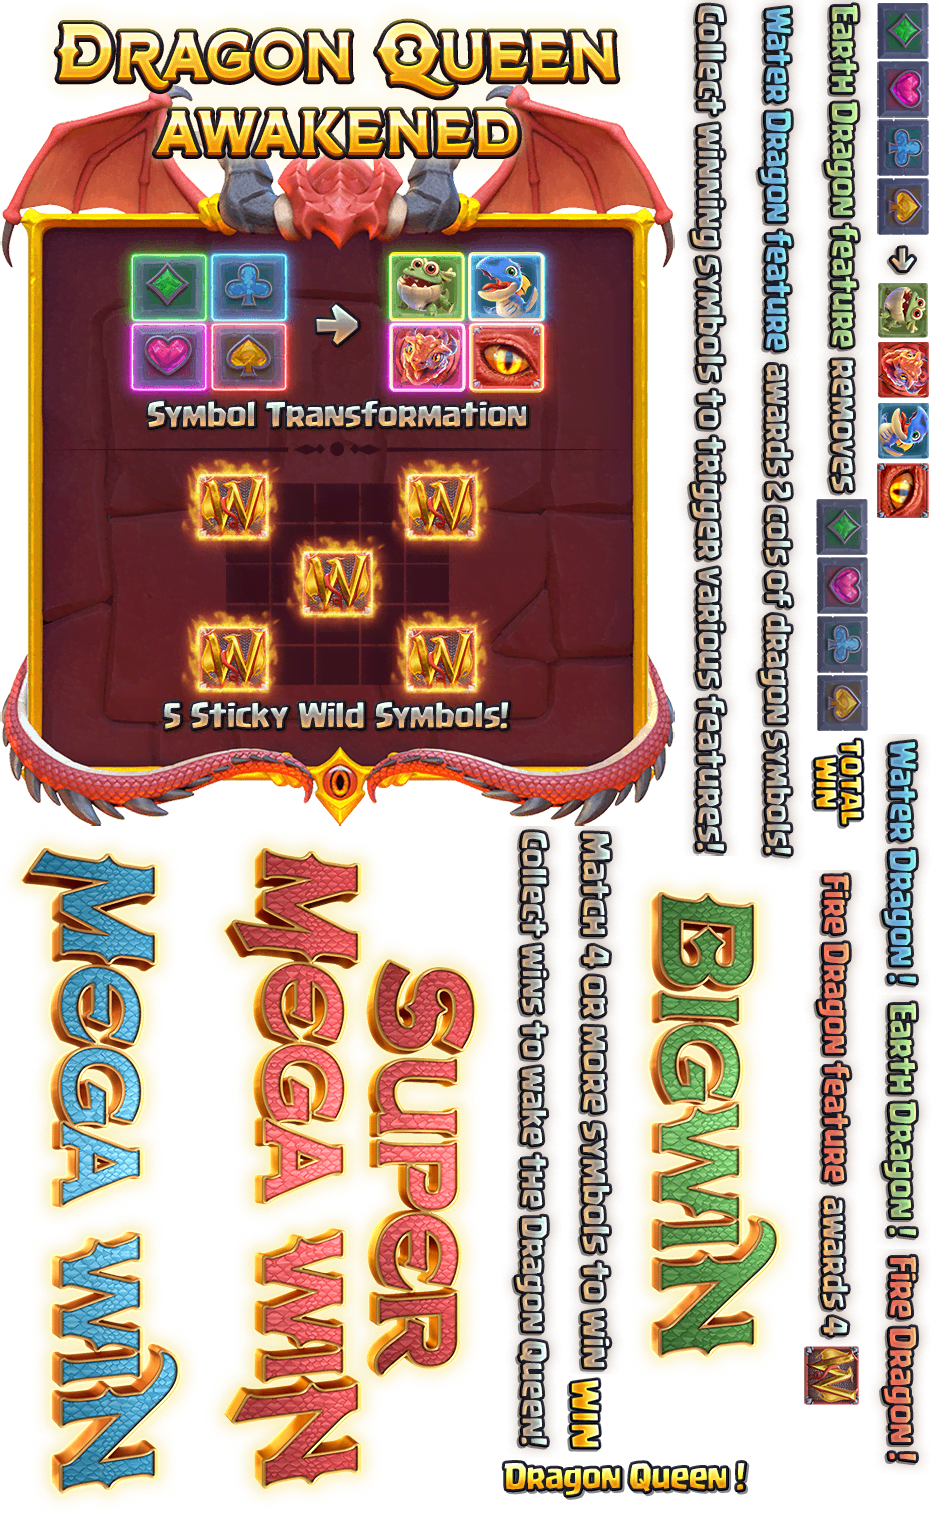 Dragon Queen
Awakened
Symbol Transformation
W W
W
W W
5 Sticky Wild Symbols!
Collect winning symbols to trigger various features!
Water Dragon feature awards 2 cols of dragon symbols!
Earth Dragon feature removes
TOTAL
WIN
Water Dragon! Earth Dragon! Fire Dragon!
Fire Dragon feature awards 4 W
BIG WIN
Match 4 or more symbols to win WIN
Collect wins to wake the Dragon Queen!
SUPER
MEGA WIN
MEGA WIN
Dragon Queen!